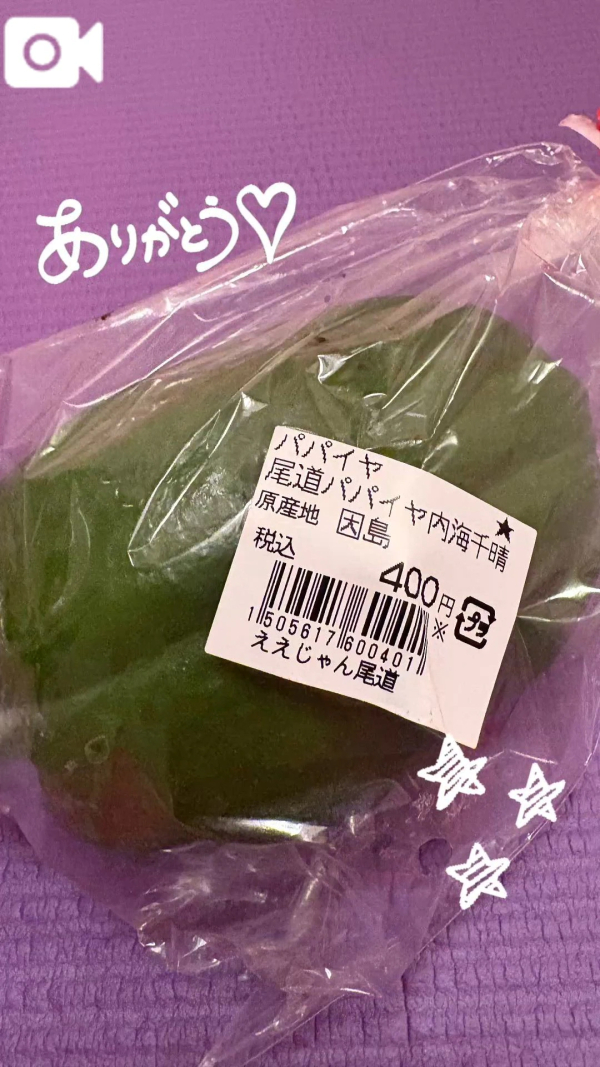 ありがとう♡
パパイヤ
尾道パパイヤ内海千晴★
原産地 因島
税込
400円※
プラ
1505617600401
ええじゃん尾道